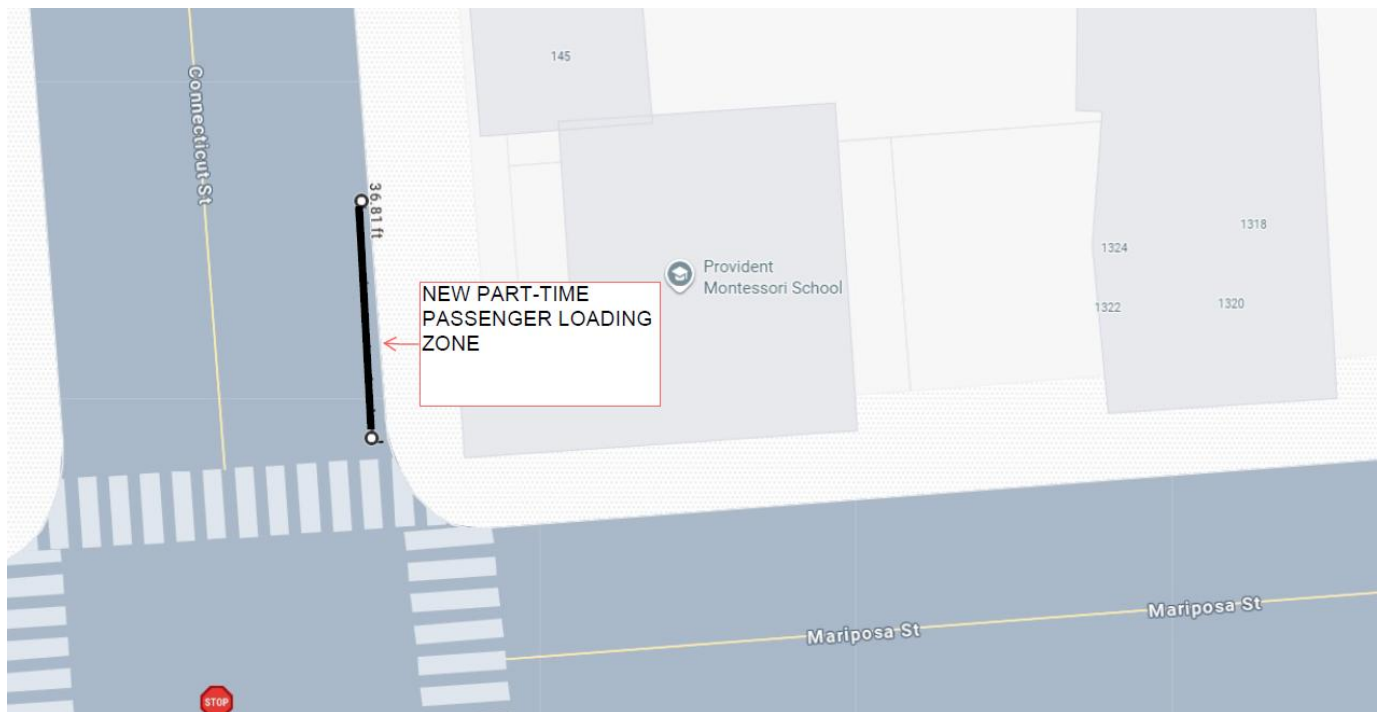 145
Connecticut St
36.81 ft
Provident
Montessori School
1324
1318
1322
1320
NEW PART-TIME
PASSENGER LOADING
ZONE
Mariposa St
Mariposa St
STOP